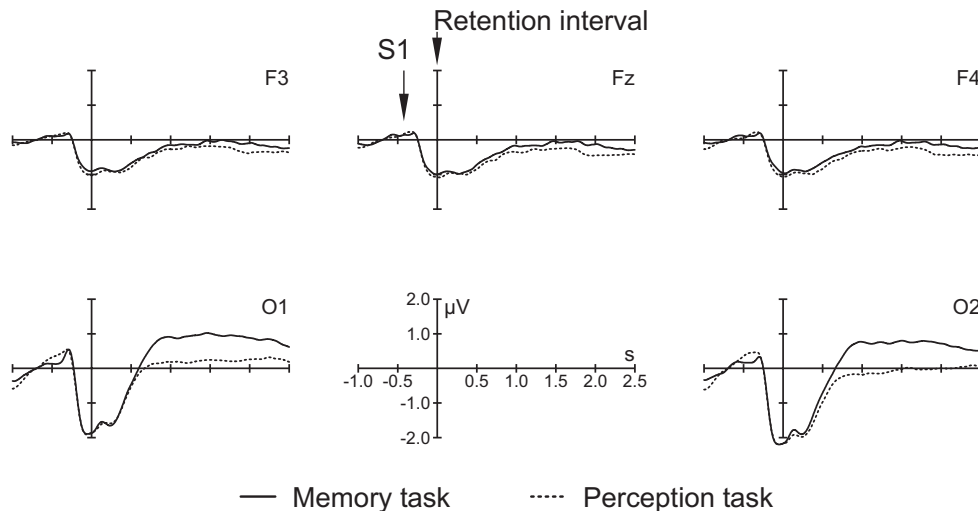 Retention interval
S1
F3
Fz
F4
O1
2.0
µV
O2
1.0
s
-1.0 -0.5 0.5 1.0 1.5 2.0 2.5
-1.0
-2.0
Memory task
Perception task